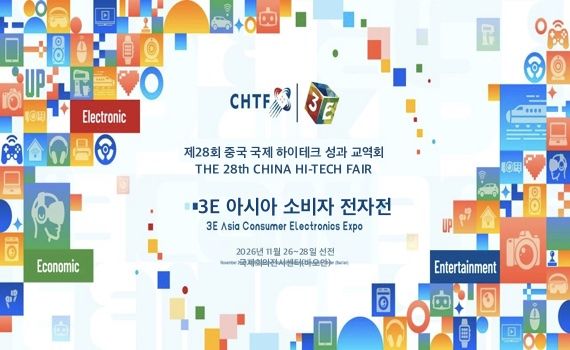 UP
Electronic
CHTF
3E
제28회 중국 국제 하이테크 성과 교역회
THE 28th CHINA HI-TECH FAIR
3E 아시아 소비자 전자전
3E Asia Consumer Electronics Expo
2026년 11월 26~28일 선전
국제회의전시센터(바오안)
Economic
Entertainment
UP